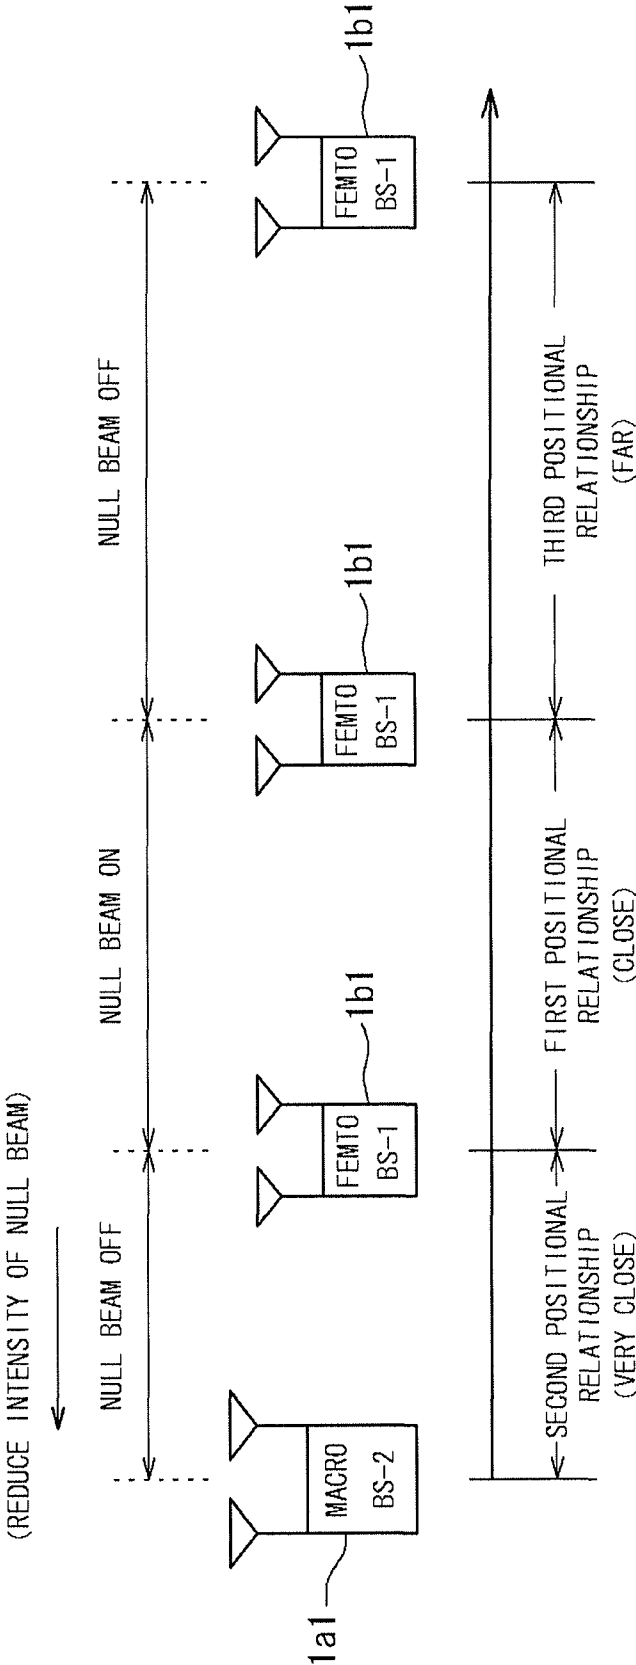 (REDUCE INTENSITY OF NULL BEAM)
NULL BEAM OFF
NULL BEAM ON
NULL BEAM OFF
1a1
MACRO
BS-2
FEMTO
BS-1
1b1
FEMTO
BS-1
1b1
FEMTO
BS-1
1b1
SECOND POSITIONAL
RELATIONSHIP
(VERY CLOSE)
FIRST POSITIONAL
RELATIONSHIP
(CLOSE)
THIRD POSITIONAL
RELATIONSHIP
(FAR)